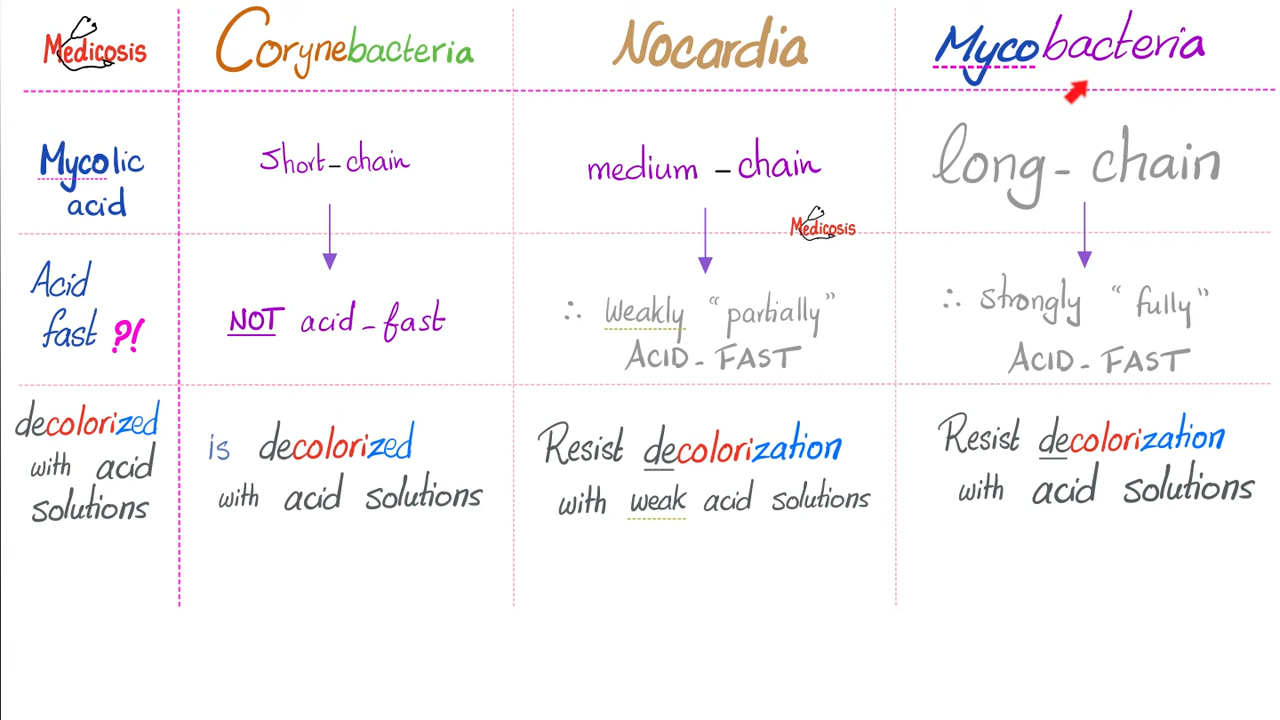 Medicosis
Corynebacteria
Nocardia
Mycobacteria
Mycolic
acid
short-chain
medium - chain
long - chain
Medicosis
Acid
fast ?!
NOT acid-fast
∴ Weakly "partially"
ACID-FAST
∴ strongly "fully"
ACID-FAST
decolorized
with acid
solutions
is decolorized
with acid solutions
Resist decolorization
with weak acid solutions
Resist decolorization
with acid solutions